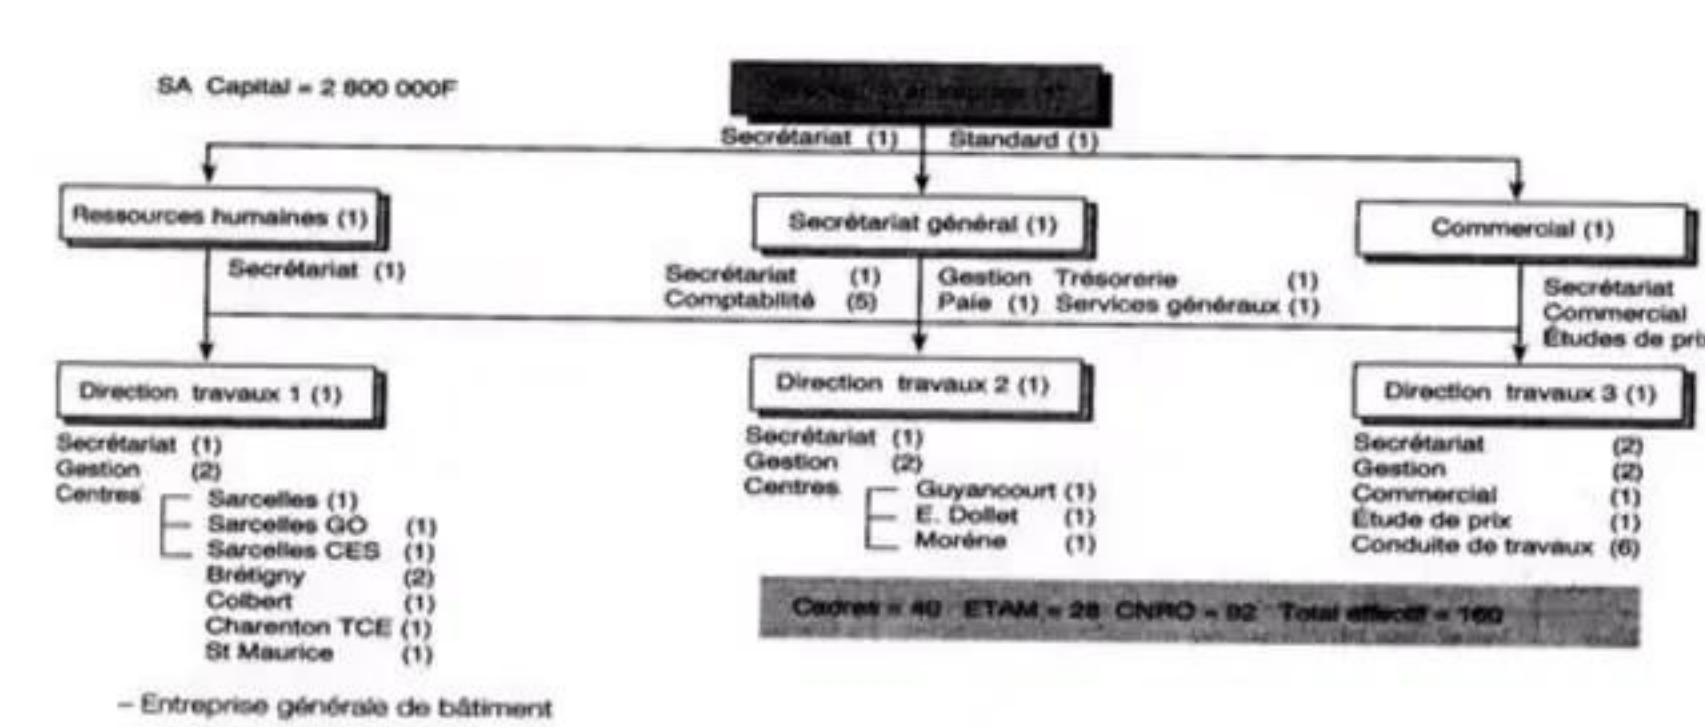 SA Capital = 2 800 000F
Secrétariat (1) Standard (1)
Ressources humaines (1)
Secrétariat général (1)
Commercial (1)
Secrétariat (1)
Secrétariat (1)
Comptabilité (5)
Gestion Trésorerie (1)
Paie (1) Services généraux (1)
Secrétariat
Commercial
Études de prix
Direction travaux 1 (1)
Direction travaux 2 (1)
Direction travaux 3 (1)
Secrétariat (1)
Gestion (2)
Centres Sarcelles (1)
Sarcelles GO (1)
Sarcelles CES (1)
Brétigny (2)
Colbert (1)
Charenton TCE (1)
St Maurice (1)
Secrétariat (1)
Gestion (2)
Centres Guyancourt (1)
E. Dollet (1)
Moréne (1)
Secrétariat (2)
Gestion (2)
Commercial (1)
Étude de prix (1)
Conduite de travaux (6)
Cadres = 40 ETAM = 28 CNRO = 92 Total effectif = 160
– Entreprise générale de bâtiment